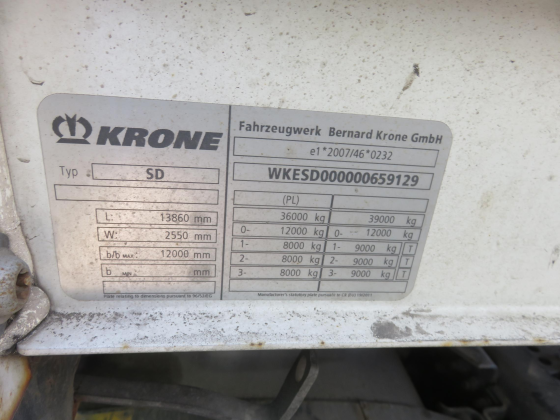 KRONE
Typ SD
L: 13860 mm
W: 2550 mm
b/b MAX.: 12000 mm
b MIN.: mm
Fahrzeugwerk Bernard Krone GmbH
e1*2007/46*0232
WKESD000000659129
(PL)
36000 kg 39000 kg
0- 12000 kg 0- 12000 kg
1- 8000 kg 1- 9000 kg T
2- 8000 kg 2- 9000 kg T
3- 8000 kg 3- 9000 kg T